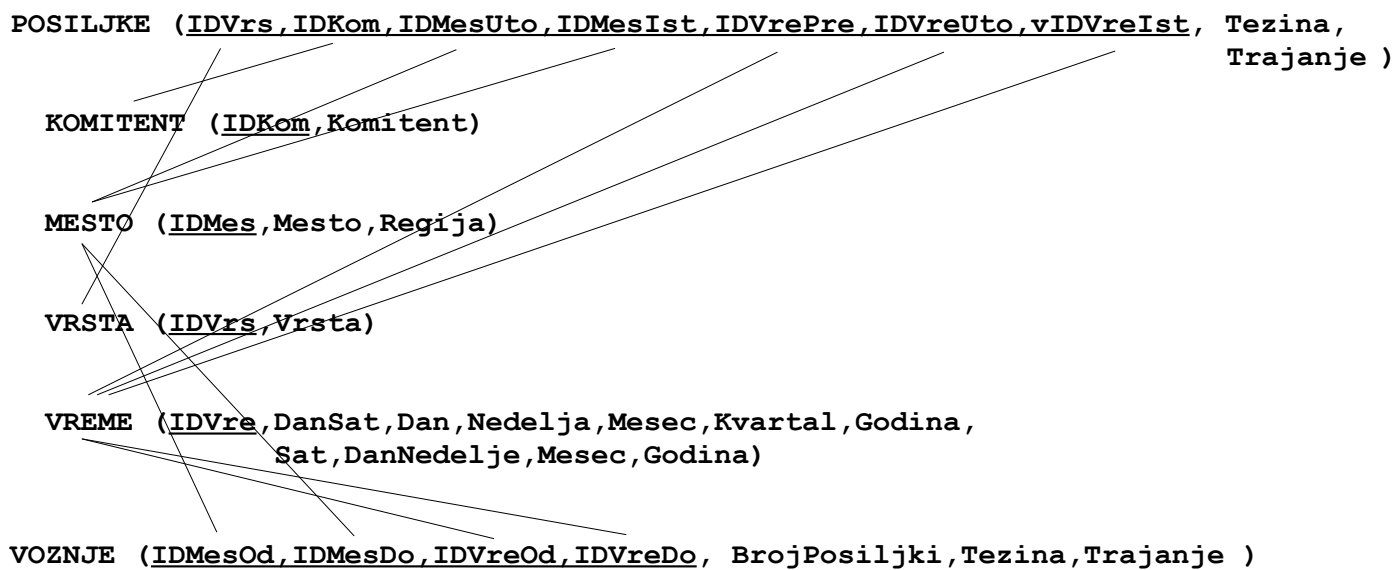 POSILJKE (IDVrs,IDKom,IDMesUto,IDMesIst,IDVrePre,IDVreUto,vIDVreIst, Tezina,
Trajanje )
KOMITENT (IDKom,Komitent)
MESTO (IDMes,Mesto,Regija)
VRSTA (IDVrs,Vrsta)
VREME (IDVre,DanSat,Dan,Nedelja,Mesec,Kvartal,Godina,
Sat,DanNedelje,Mesec,Godina)
VOZNJE (IDMesOd,IDMesDo,IDVreOd,IDVreDo, BrojPosiljki,Tezina,Trajanje )